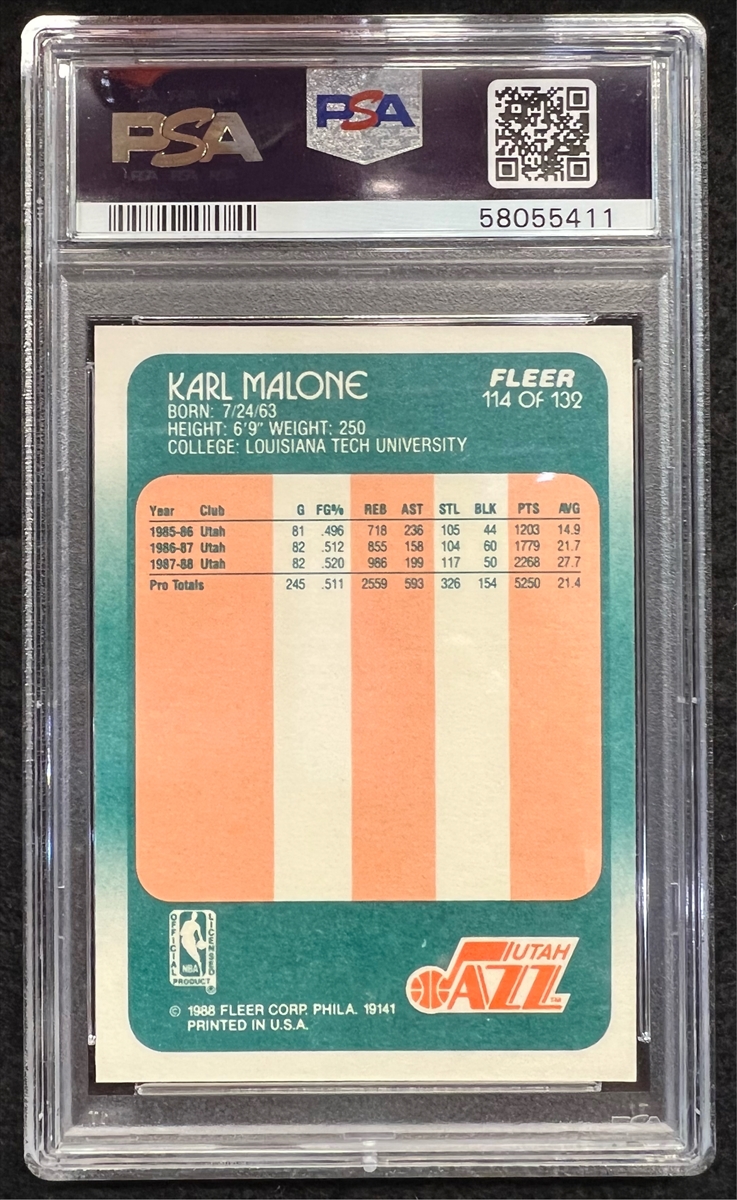 PSA PSA
58055411
KARL MALONE FLEER
BORN: 7/24/63 114 OF 132
HEIGHT: 6'9" WEIGHT: 250
COLLEGE: LOUISIANA TECH UNIVERSITY
Year Club G FG% REB AST STL BLK PTS AVG
1985-86 Utah 81 .496 718 236 105 44 1203 14.9
1986-87 Utah 82 .512 855 158 104 60 1779 21.7
1987-88 Utah 82 .520 986 199 117 50 2268 27.7
Pro Totals 245 .511 2559 593 326 154 5250 21.4
OFFICIAL LICENSED
NBA
PRODUCT ®
UTAH
JAZZ TM
© 1988 FLEER CORP. PHILA. 19141
PRINTED IN U.S.A.
PSA